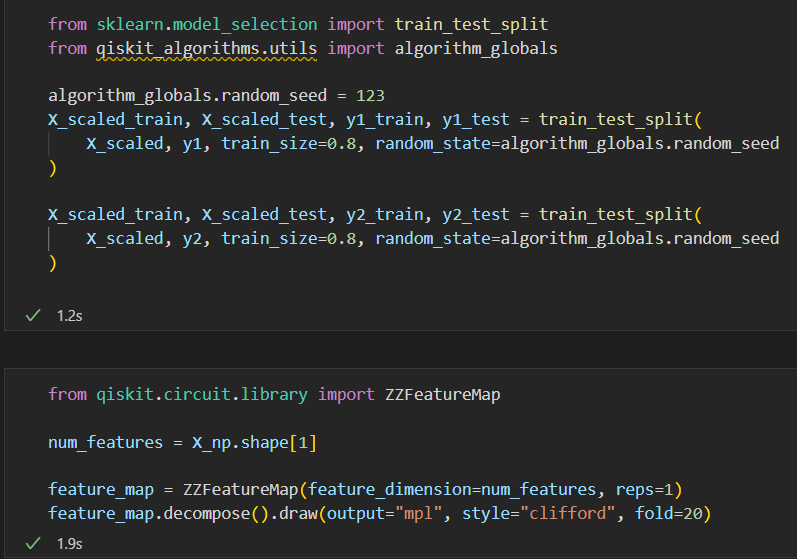 from sklearn.model_selection import train_test_split
from qiskit_algorithms.utils import algorithm_globals
algorithm_globals.random_seed = 123
X_scaled_train, X_scaled_test, y1_train, y1_test = train_test_split(
X_scaled, y1, train_size=0.8, random_state=algorithm_globals.random_seed
)
X_scaled_train, X_scaled_test, y2_train, y2_test = train_test_split(
X_scaled, y2, train_size=0.8, random_state=algorithm_globals.random_seed
)
1.2s
from qiskit.circuit.library import ZZFeatureMap
num_features = X_np.shape[1]
feature_map = ZZFeatureMap(feature_dimension=num_features, reps=1)
feature_map.decompose().draw(output="mpl", style="clifford", fold=20)
1.9s